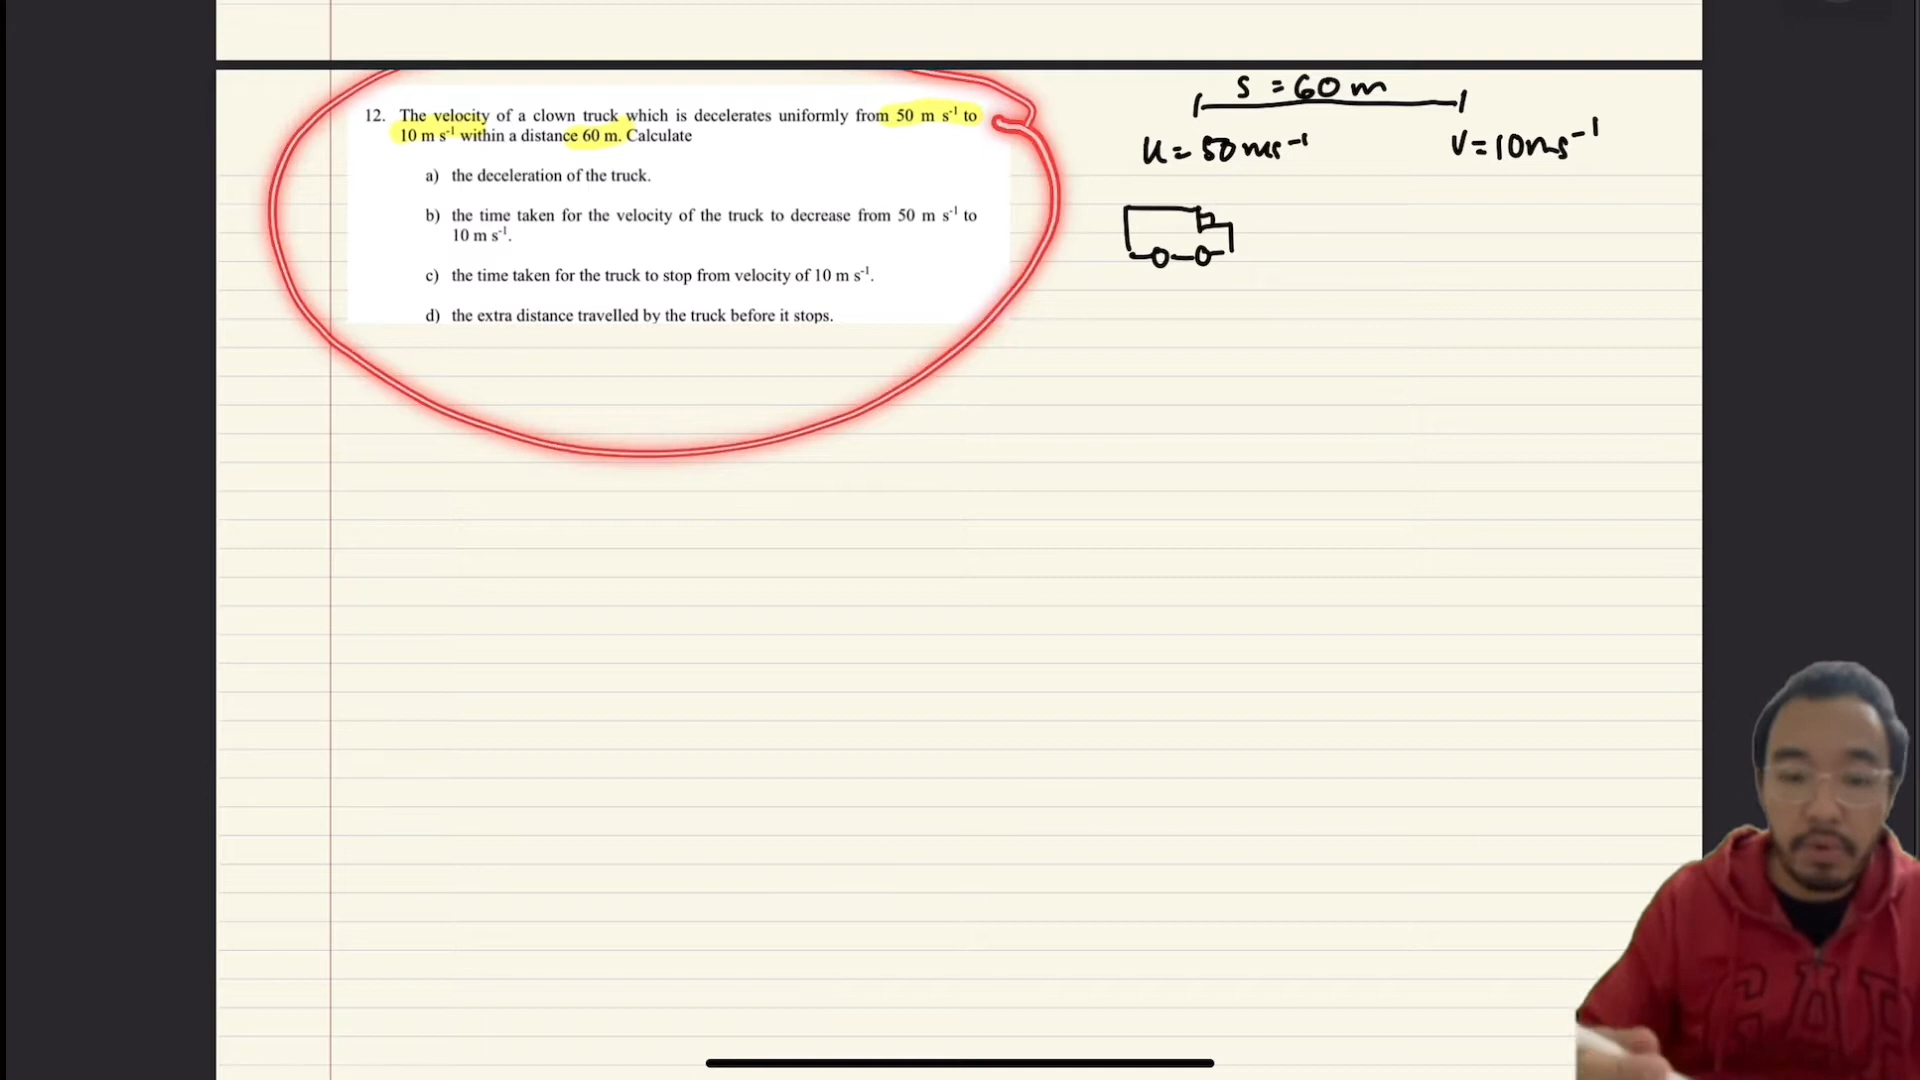 12. The velocity of a clown truck which is decelerates uniformly from 50 m s⁻¹ to
10 m s⁻¹ within a distance 60 m. Calculate
a) the deceleration of the truck.
b) the time taken for the velocity of the truck to decrease from 50 m s⁻¹ to
10 m s⁻¹.
c) the time taken for the truck to stop from velocity of 10 m s⁻¹.
d) the extra distance travelled by the truck before it stops.
s = 60 m
u = 50 ms⁻¹
v = 10 ms⁻¹
GAP